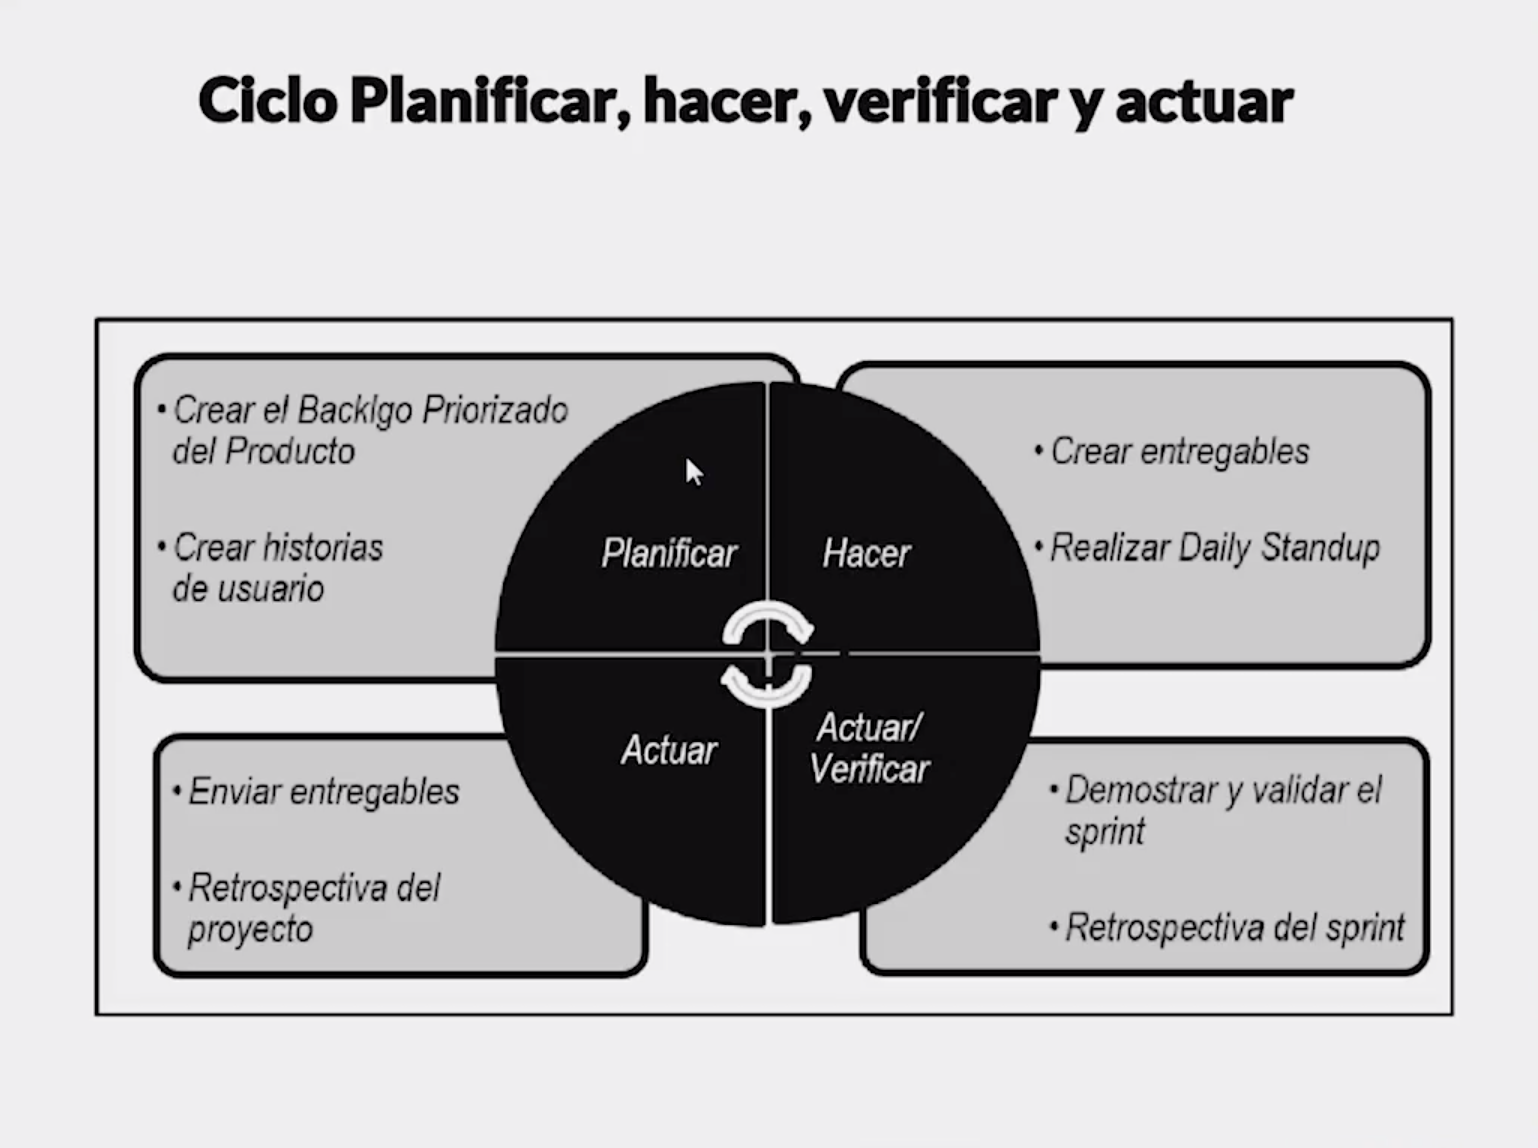 Ciclo Planificar, hacer, verificar y actuar
• Crear el Backlgo Priorizado
del Producto
• Crear historias
de usuario
Planificar
Hacer
• Crear entregables
• Realizar Daily Standup
Actuar
• Enviar entregables
• Retrospectiva del
proyecto
Actuar/
Verificar
• Demostrar y validar el
sprint
• Retrospectiva del sprint